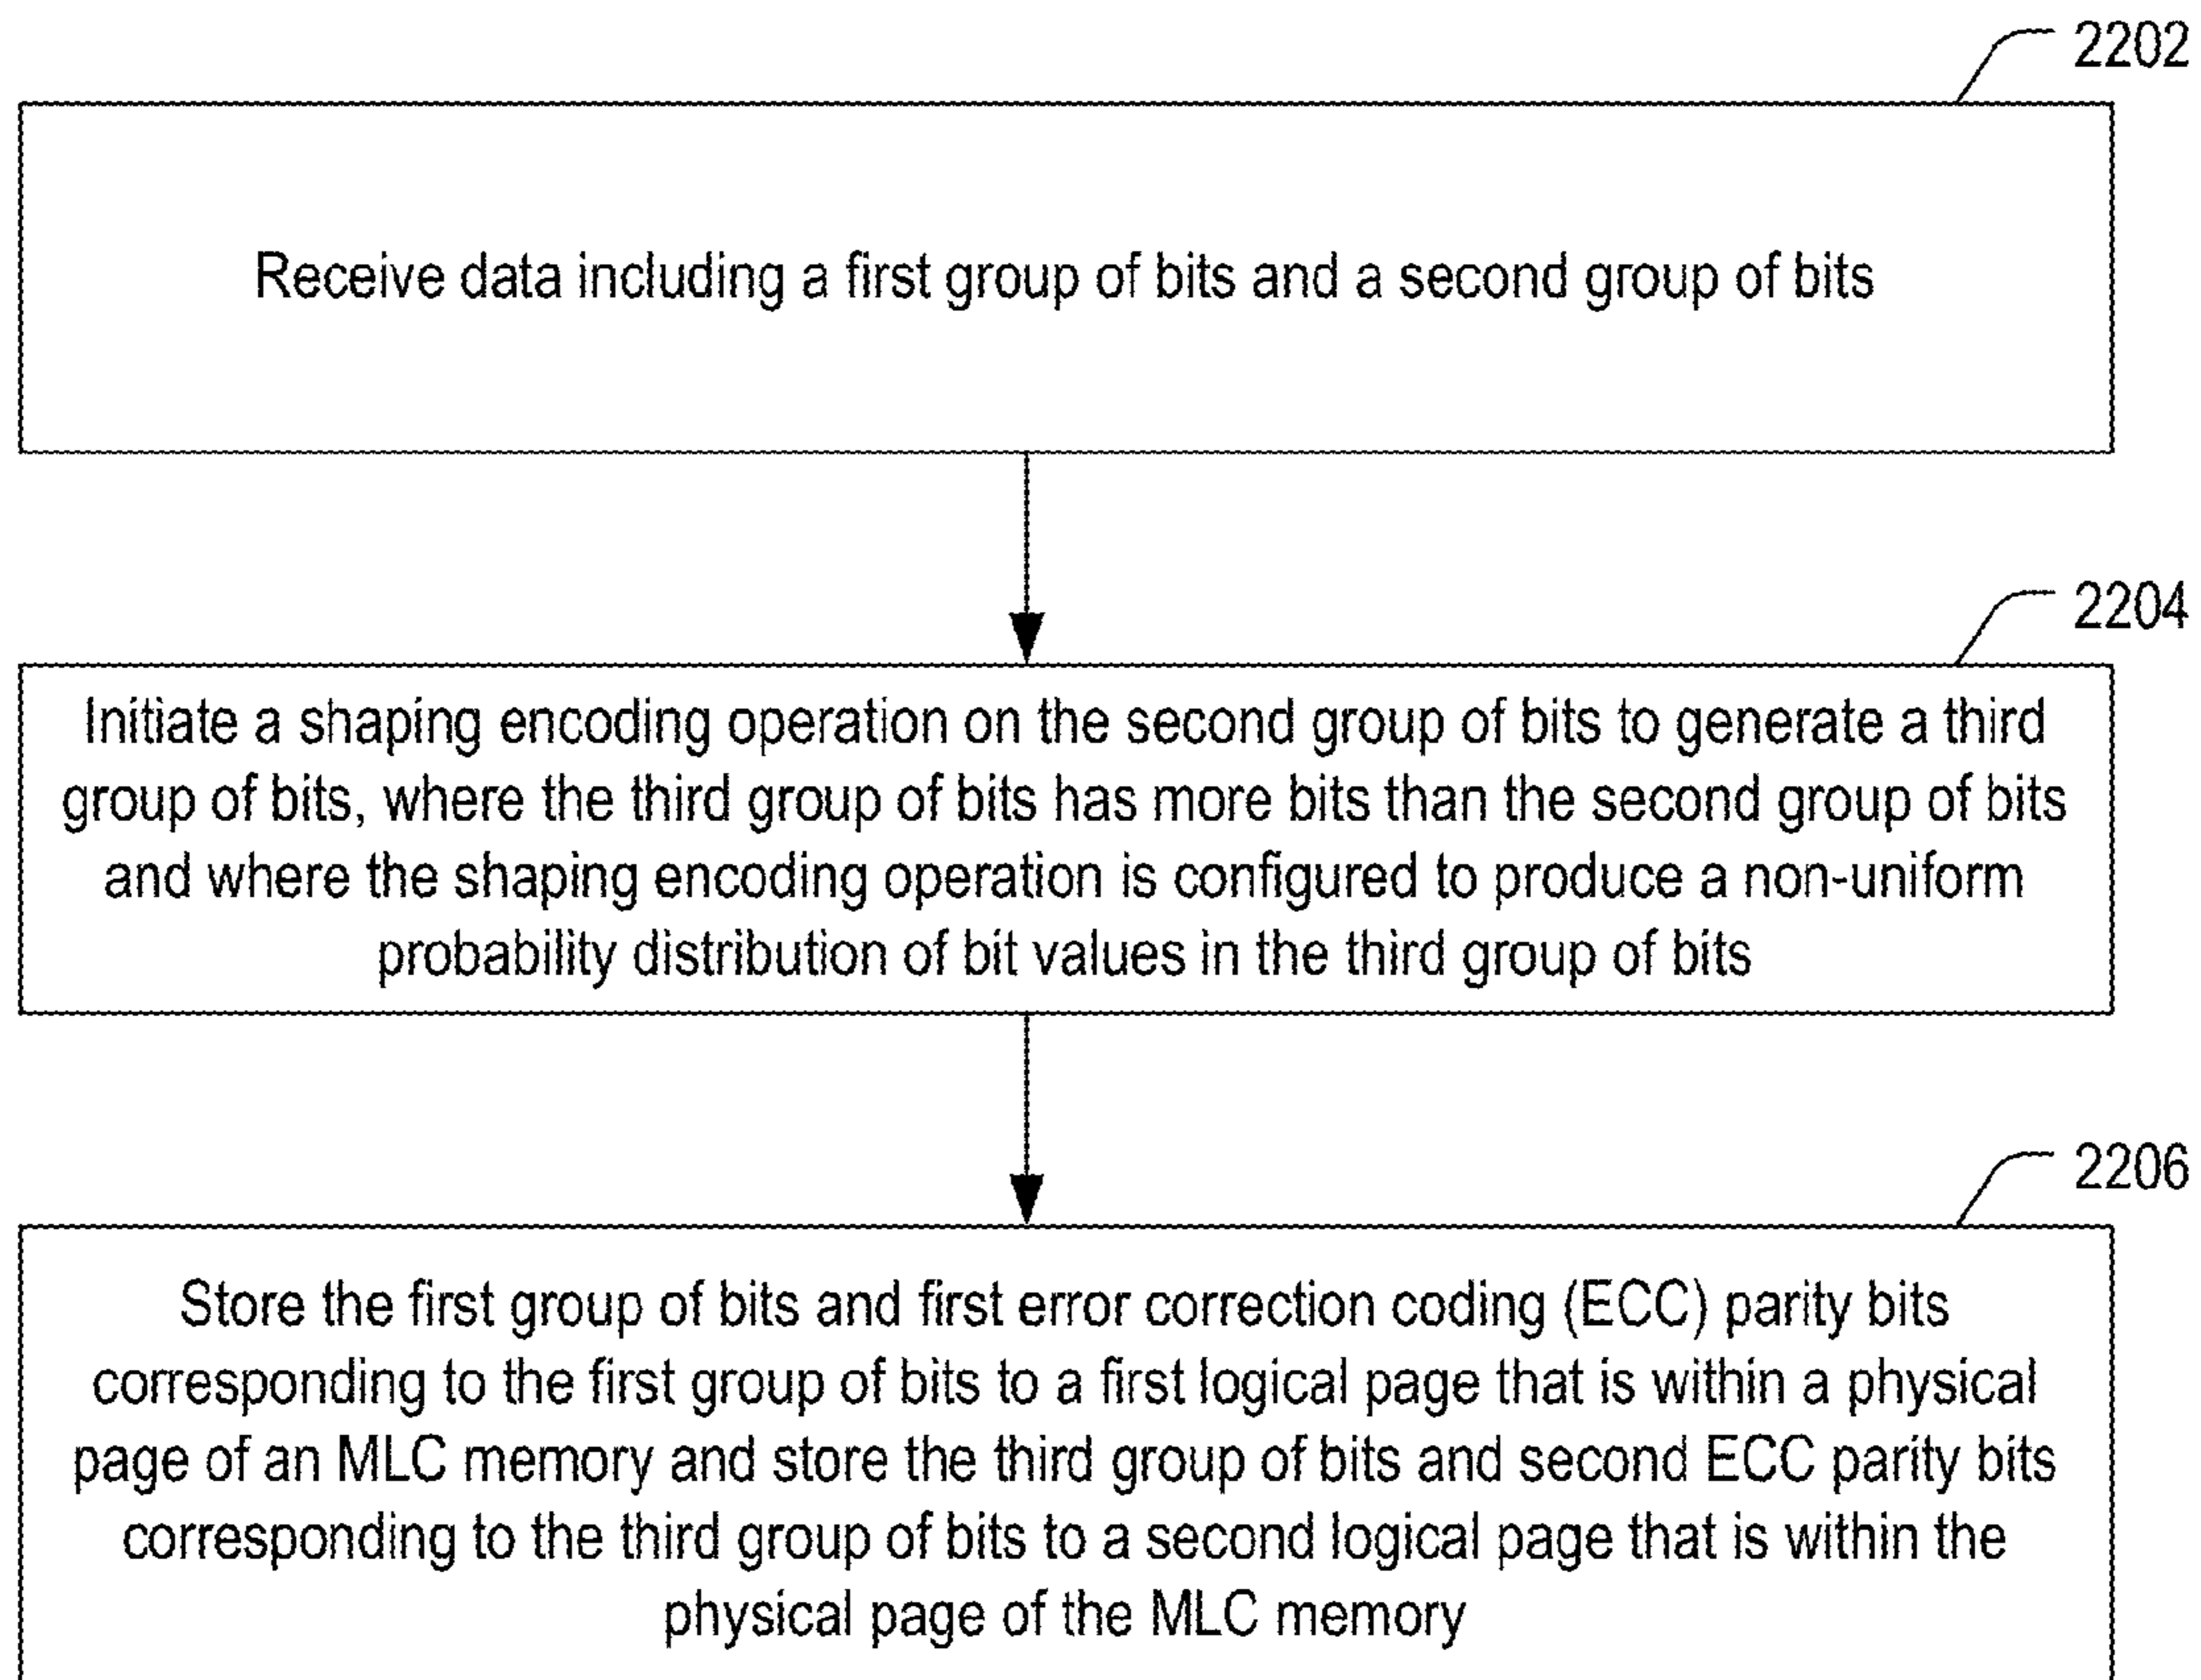 2202
Receive data including a first group of bits and a second group of bits
2204
Initiate a shaping encoding operation on the second group of bits to generate a third
group of bits, where the third group of bits has more bits than the second group of bits
and where the shaping encoding operation is configured to produce a non-uniform
probability distribution of bit values in the third group of bits
2206
Store the first group of bits and first error correction coding (ECC) parity bits
corresponding to the first group of bits to a first logical page that is within a physical
page of an MLC memory and store the third group of bits and second ECC parity bits
corresponding to the third group of bits to a second logical page that is within the
physical page of the MLC memory